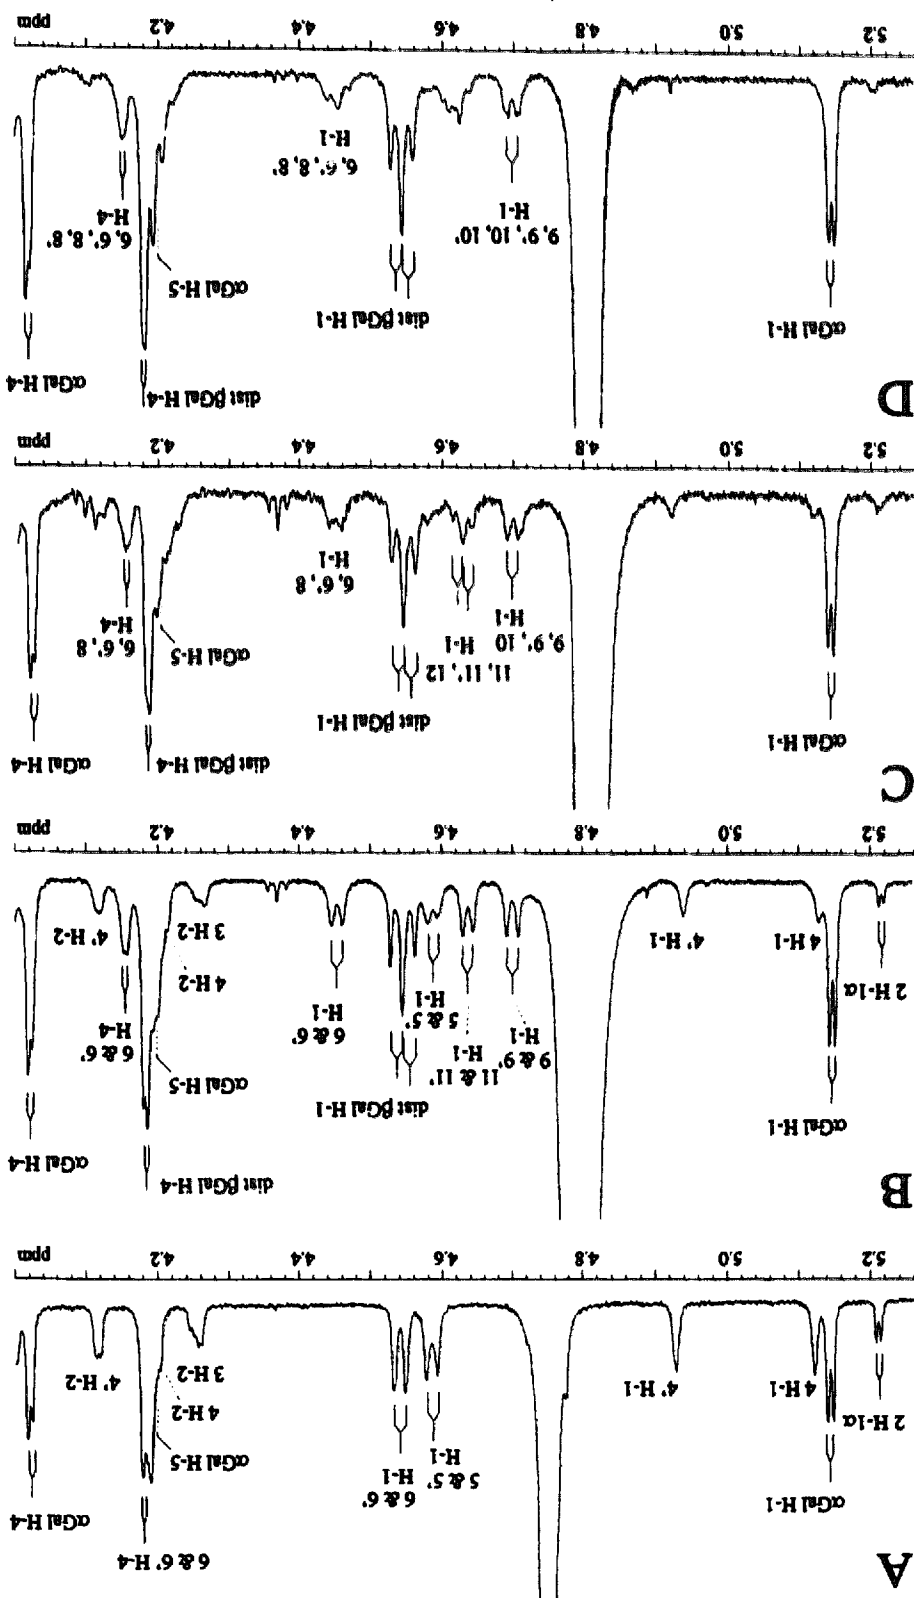 A
6 & 6' H-4
αGal H-4
αGal H-1
5 & 5'
H-1
6 & 6'
H-1
αGal H-5
2 H-1α
4 H-2
4 H-1
4' H-1
3 H-2
4' H-2
5.2 5.0 4.8 4.6 4.4 4.2 ppm
B
dist βGal H-4
αGal H-4
αGal H-1
dist βGal H-1
αGal H-5
9 & 9'
H-1
11 & 11'
H-1
5 & 5'
H-1
6 & 6'
H-1
6 & 6'
H-4
2 H-1α
4 H-2
4 H-1
4' H-1
3 H-2
4' H-2
5.2 5.0 4.8 4.6 4.4 4.2 ppm
C
dist βGal H-4
αGal H-4
αGal H-1
dist βGal H-1
11, 11', 12
H-1
αGal H-5
9, 9', 10
H-1
6, 6', 8
H-1
6, 6', 8
H-4
5.2 5.0 4.8 4.6 4.4 4.2 ppm
D
dist βGal H-4
αGal H-4
αGal H-1
dist βGal H-1
αGal H-5
9, 9', 10, 10'
H-1
6, 6', 8, 8'
H-1
6, 6', 8, 8'
H-4
5.2 5.0 4.8 4.6 4.4 4.2 ppm